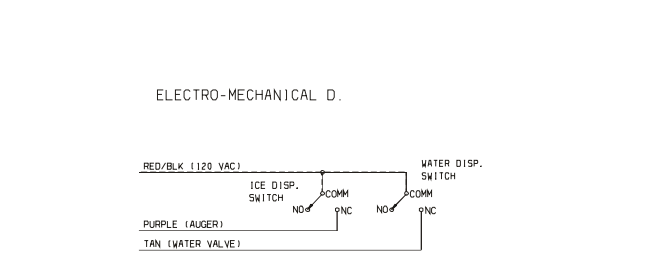 ELECTRO-MECHANICAL D.
RED/BLK (120 VAC)
WATER DISP.
SWITCH
ICE DISP.
SWITCH
COMM
COMM
NO
NC
NO
NC
PURPLE (AUGER)
TAN (WATER VALVE)